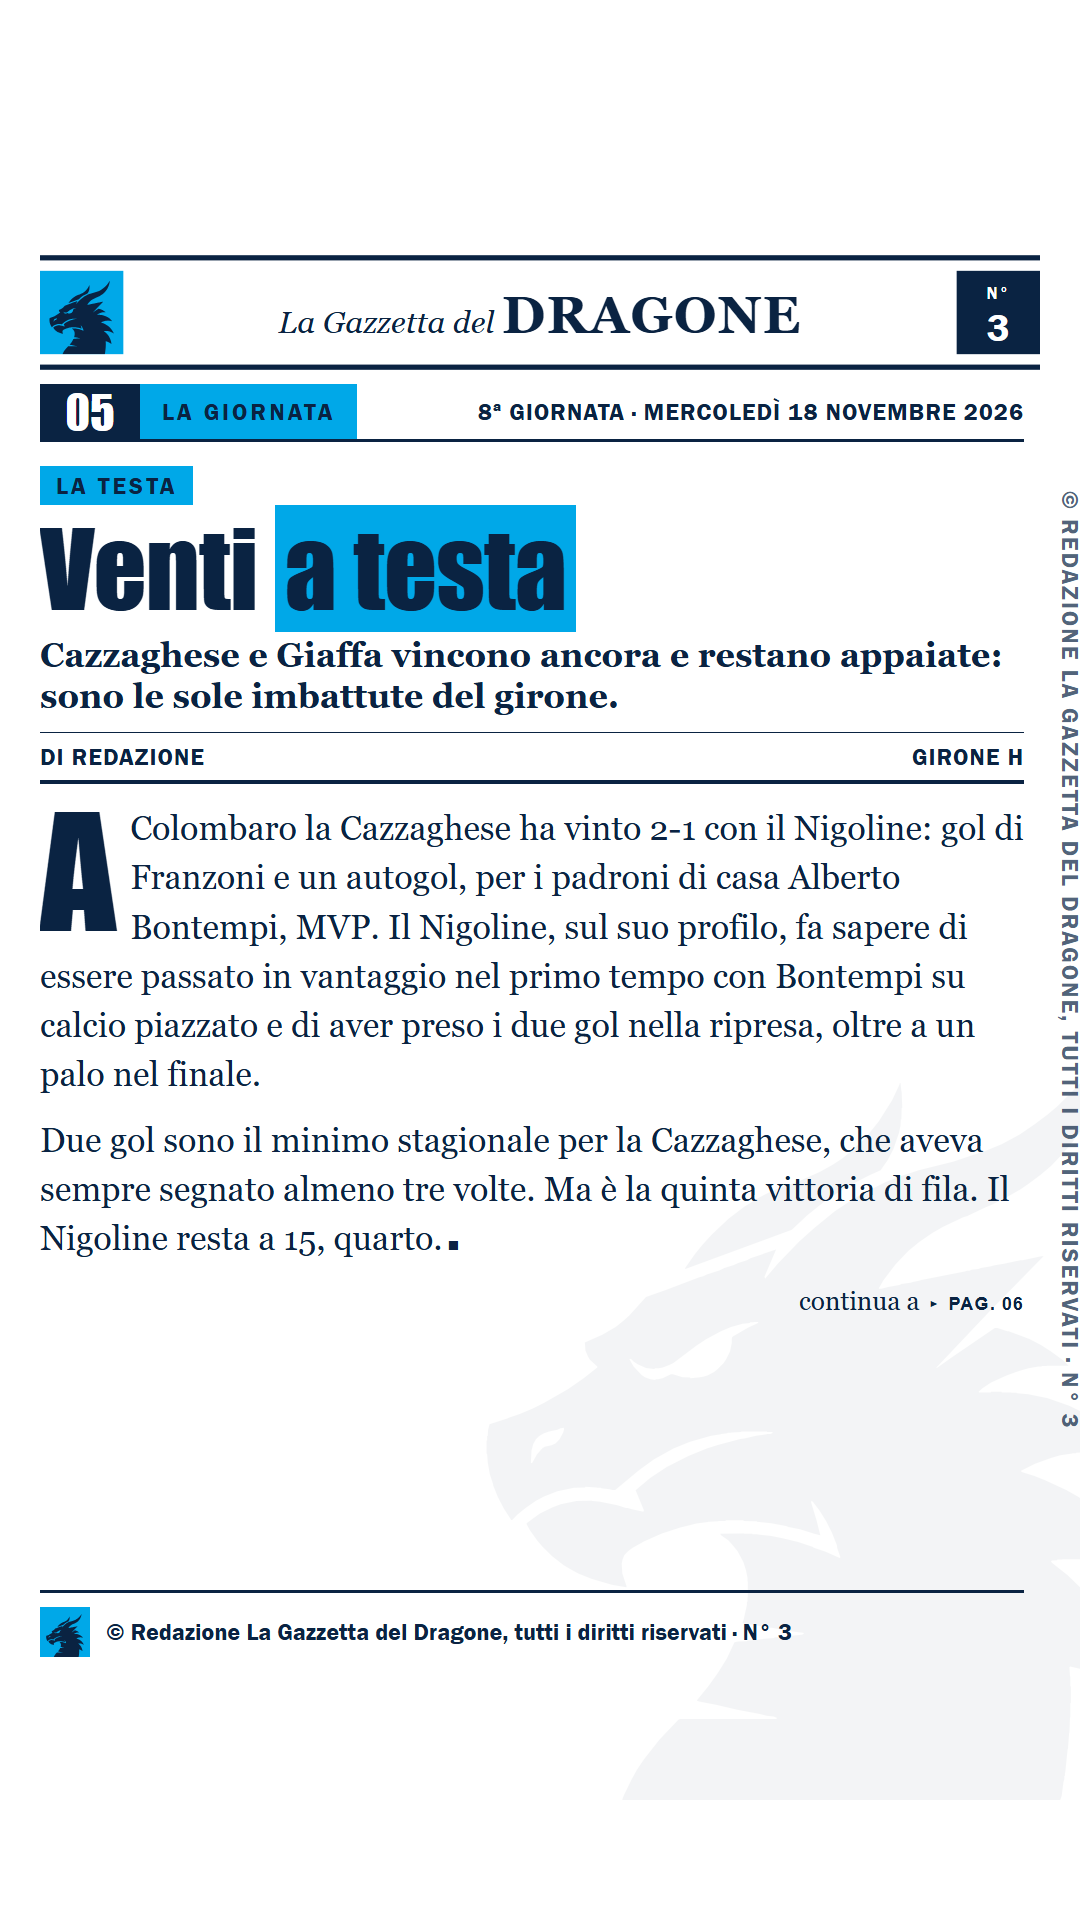 La Gazzetta del DRAGONE
N°
3
05
LA GIORNATA
8ª GIORNATA · MERCOLEDÌ 18 NOVEMBRE 2026
LA TESTA
Venti a testa
Cazzaghese e Giaffa vincono ancora e restano appaiate:
sono le sole imbattute del girone.
DI REDAZIONE
GIRONE H
A Colombaro la Cazzaghese ha vinto 2-1 con il Nigoline: gol di
Franzoni e un autogol, per i padroni di casa Alberto
Bontempi, MVP. Il Nigoline, sul suo profilo, fa sapere di
essere passato in vantaggio nel primo tempo con Bontempi su
calcio piazzato e di aver preso i due gol nella ripresa, oltre a un
palo nel finale.
Due gol sono il minimo stagionale per la Cazzaghese, che aveva
sempre segnato almeno tre volte. Ma è la quinta vittoria di fila. Il
Nigoline resta a 15, quarto. ■
continua a ▸ PAG. 06
© REDAZIONE LA GAZZETTA DEL DRAGONE, TUTTI I DIRITTI RISERVATI · N° 3
© Redazione La Gazzetta del Dragone, tutti i diritti riservati · N° 3